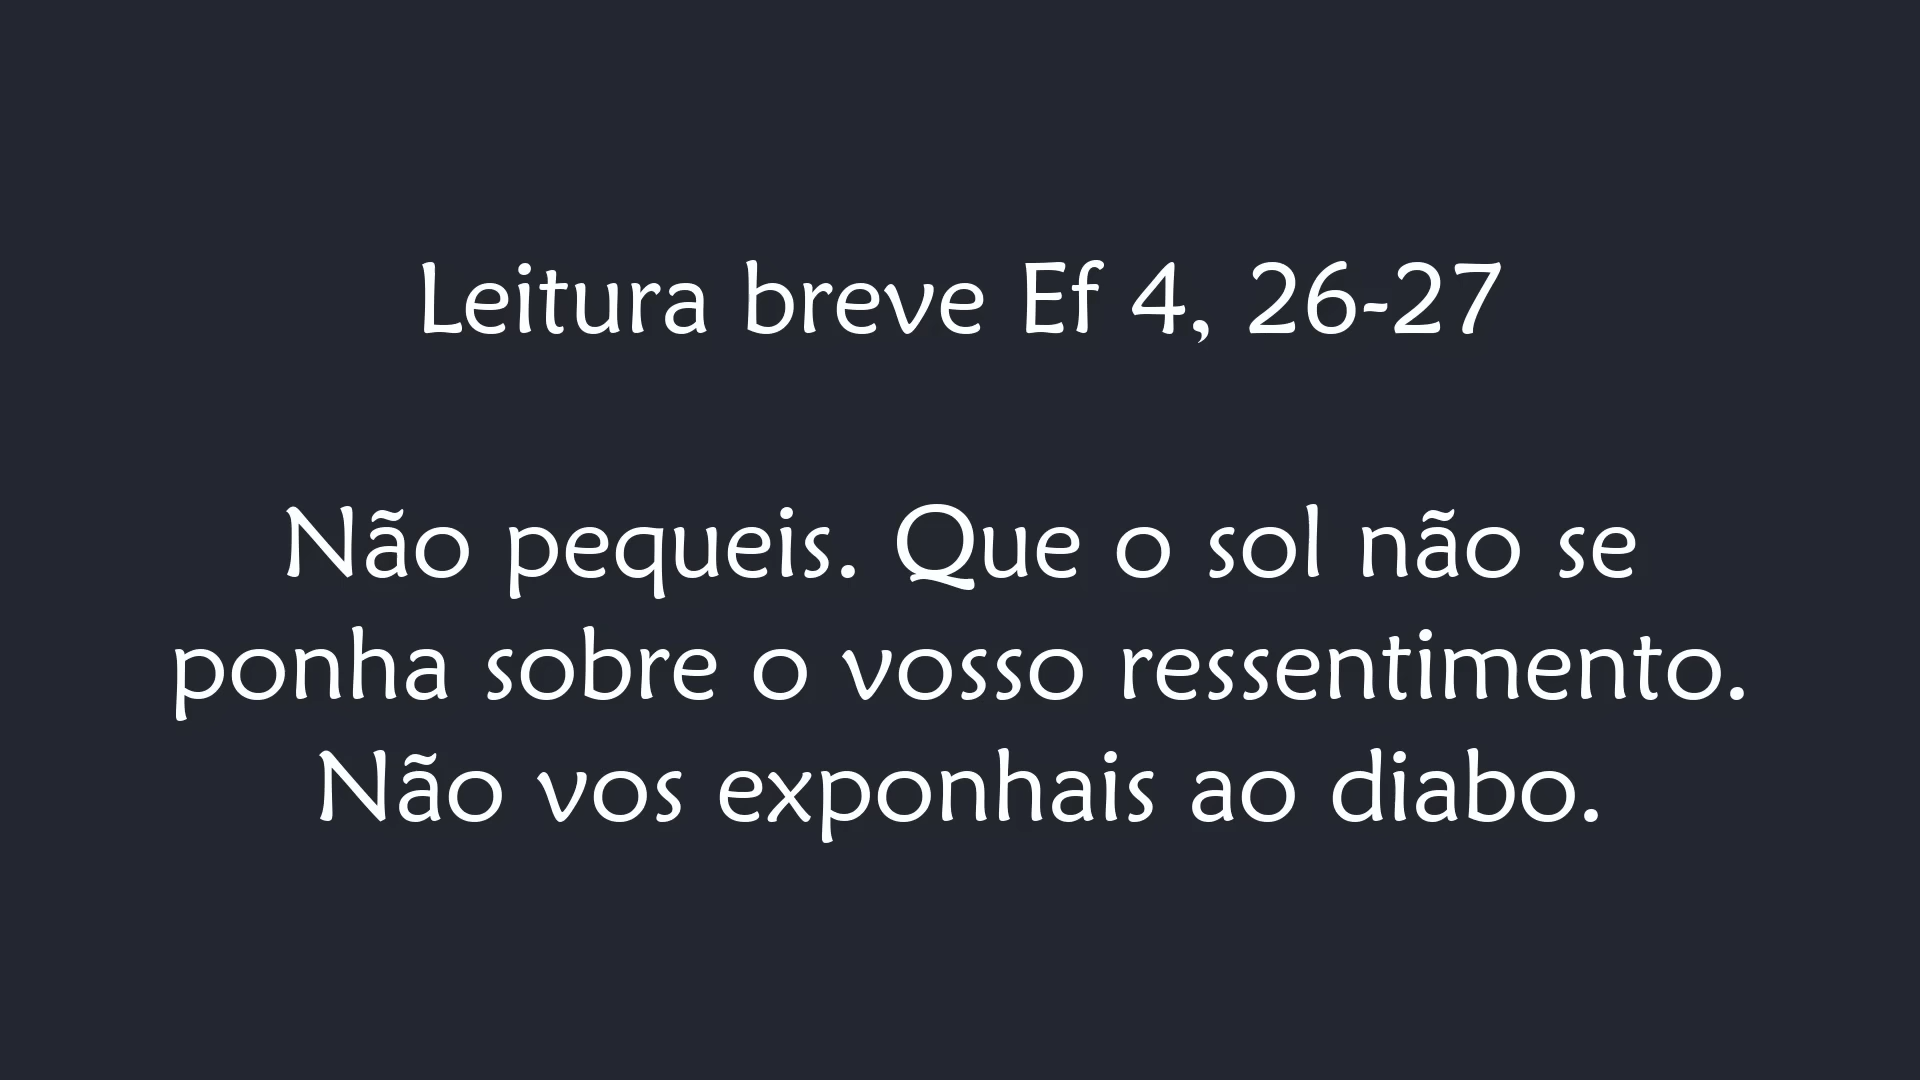 Leitura breve Ef 4, 26-27
Não pequeis. Que o sol não se
ponha sobre o vosso ressentimento.
Não vos exponhais ao diabo.